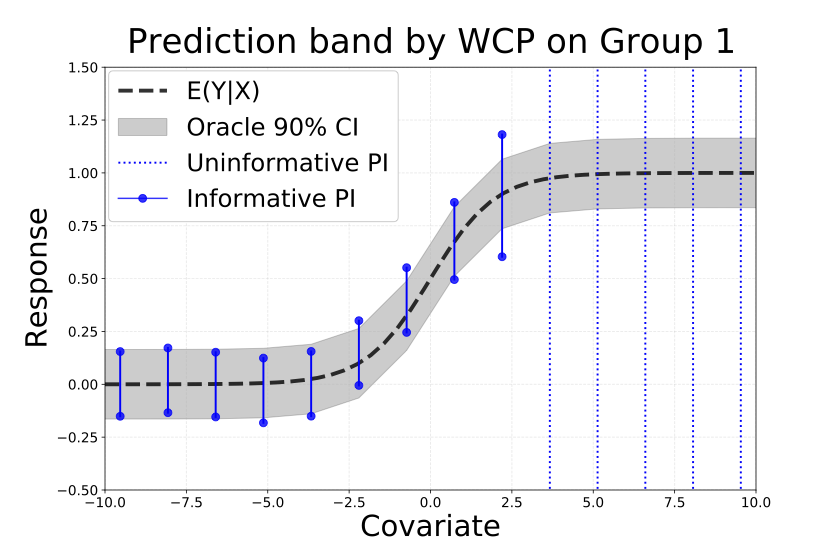 Prediction band by WCP on Group 1
E(Y|X)
Oracle 90% CI
Uninformative PI
Informative PI
Response
1.50
1.25
1.00
0.75
0.50
0.25
0.00
−0.25
−0.50
−10.0 −7.5 −5.0 −2.5 0.0 2.5 5.0 7.5 10.0
Covariate